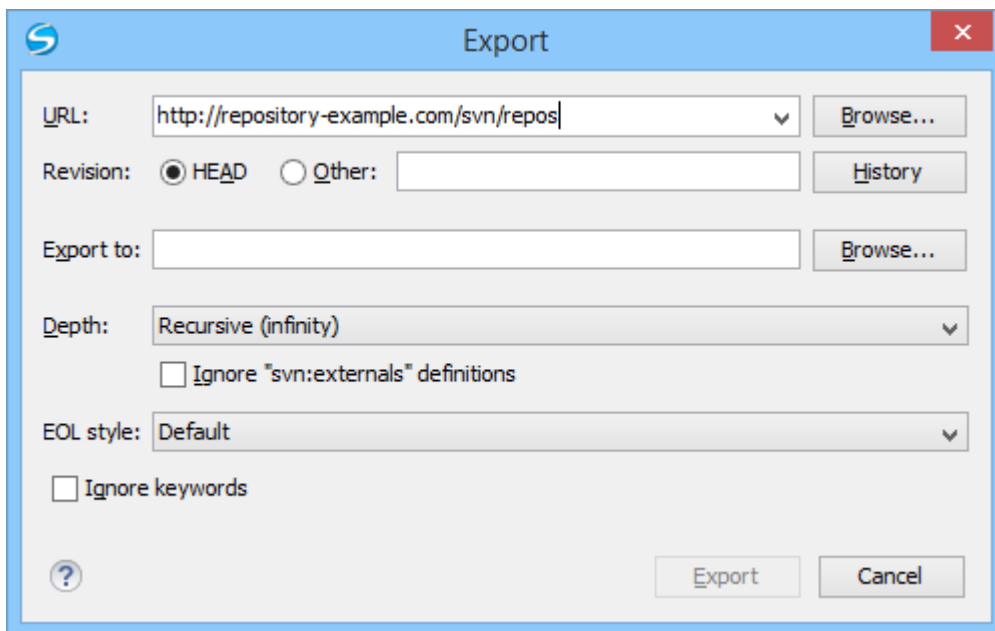 Export
URL: http://repository-example.com/svn/repos Browse...
Revision: HEAD Other: History
Export to: Browse...
Depth: Recursive (infinity)
Ignore "svn:externals" definitions
EOL style: Default
Ignore keywords
? Export Cancel